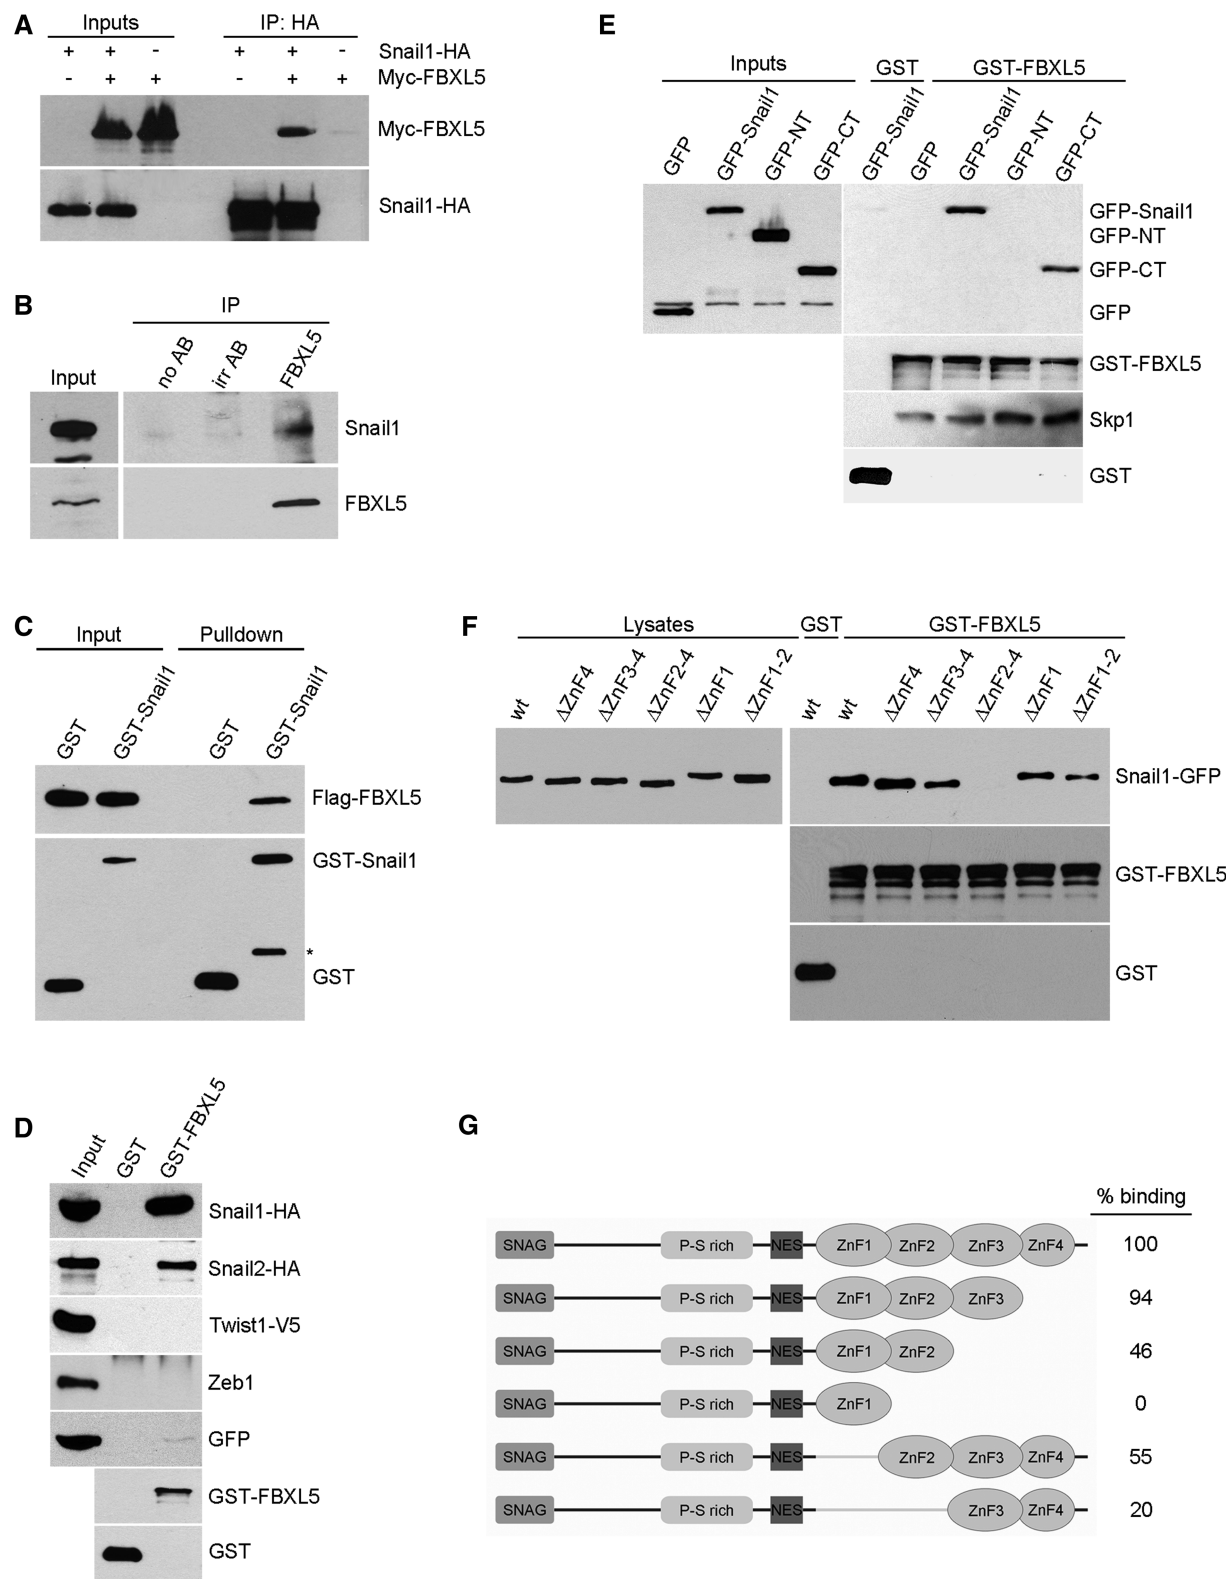 A
Inputs
IP: HA
+ + - + + - Snail1-HA
- + + - + + Myc-FBXL5
Myc-FBXL5
Snail1-HA
B
IP
Input
no AB
irr AB
FBXL5
Snail1
FBXL5
C
Input
Pulldown
GST
GST-Snail1
GST
GST-Snail1
Flag-FBXL5
GST-Snail1
*
GST
D
Input
GST
GST-FBXL5
Snail1-HA
Snail2-HA
Twist1-V5
Zeb1
GFP
GST-FBXL5
GST
E
Inputs
GST
GST-FBXL5
GFP
GFP-Snail1
GFP-NT
GFP-CT
GFP-Snail1
GFP
GFP-Snail1
GFP-NT
GFP-CT
GFP-Snail1
GFP-NT
GFP-CT
GFP
GST-FBXL5
Skp1
GST
F
Lysates
GST
GST-FBXL5
wt
ΔZnF4
ΔZnF3-4
ΔZnF2-4
ΔZnF1
ΔZnF1-2
wt
wt
ΔZnF4
ΔZnF3-4
ΔZnF2-4
ΔZnF1
ΔZnF1-2
Snail1-GFP
GST-FBXL5
GST
G
% binding
SNAG P-S rich NES ZnF1 ZnF2 ZnF3 ZnF4 100
SNAG P-S rich NES ZnF1 ZnF2 ZnF3 94
SNAG P-S rich NES ZnF1 ZnF2 46
SNAG P-S rich NES ZnF1 0
SNAG P-S rich NES ZnF2 ZnF3 ZnF4 55
SNAG P-S rich NES ZnF3 ZnF4 20